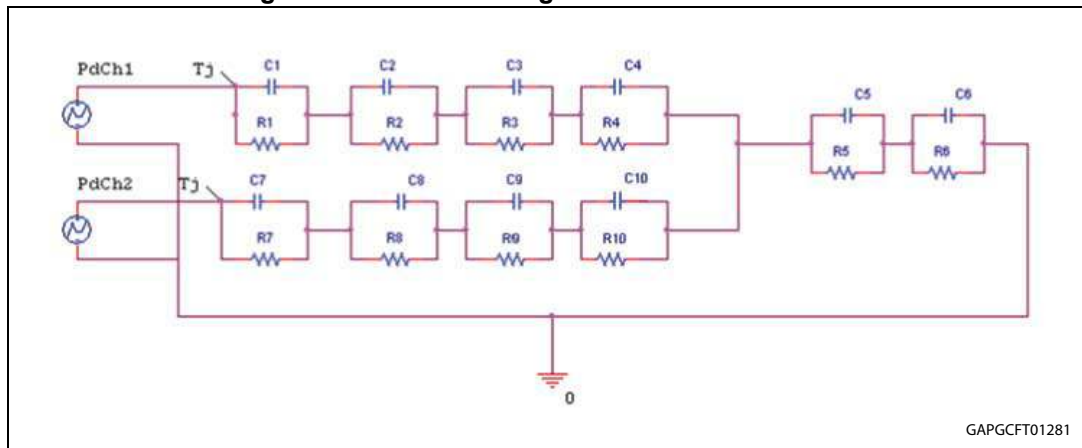 PdCh1
Tj
C1
C2
C3
C4
C5
C6
R1
R2
R3
R4
R5
R6
PdCh2
Tj
C7
C8
C9
C10
R7
R8
R9
R10
0
GAPGCFT01281